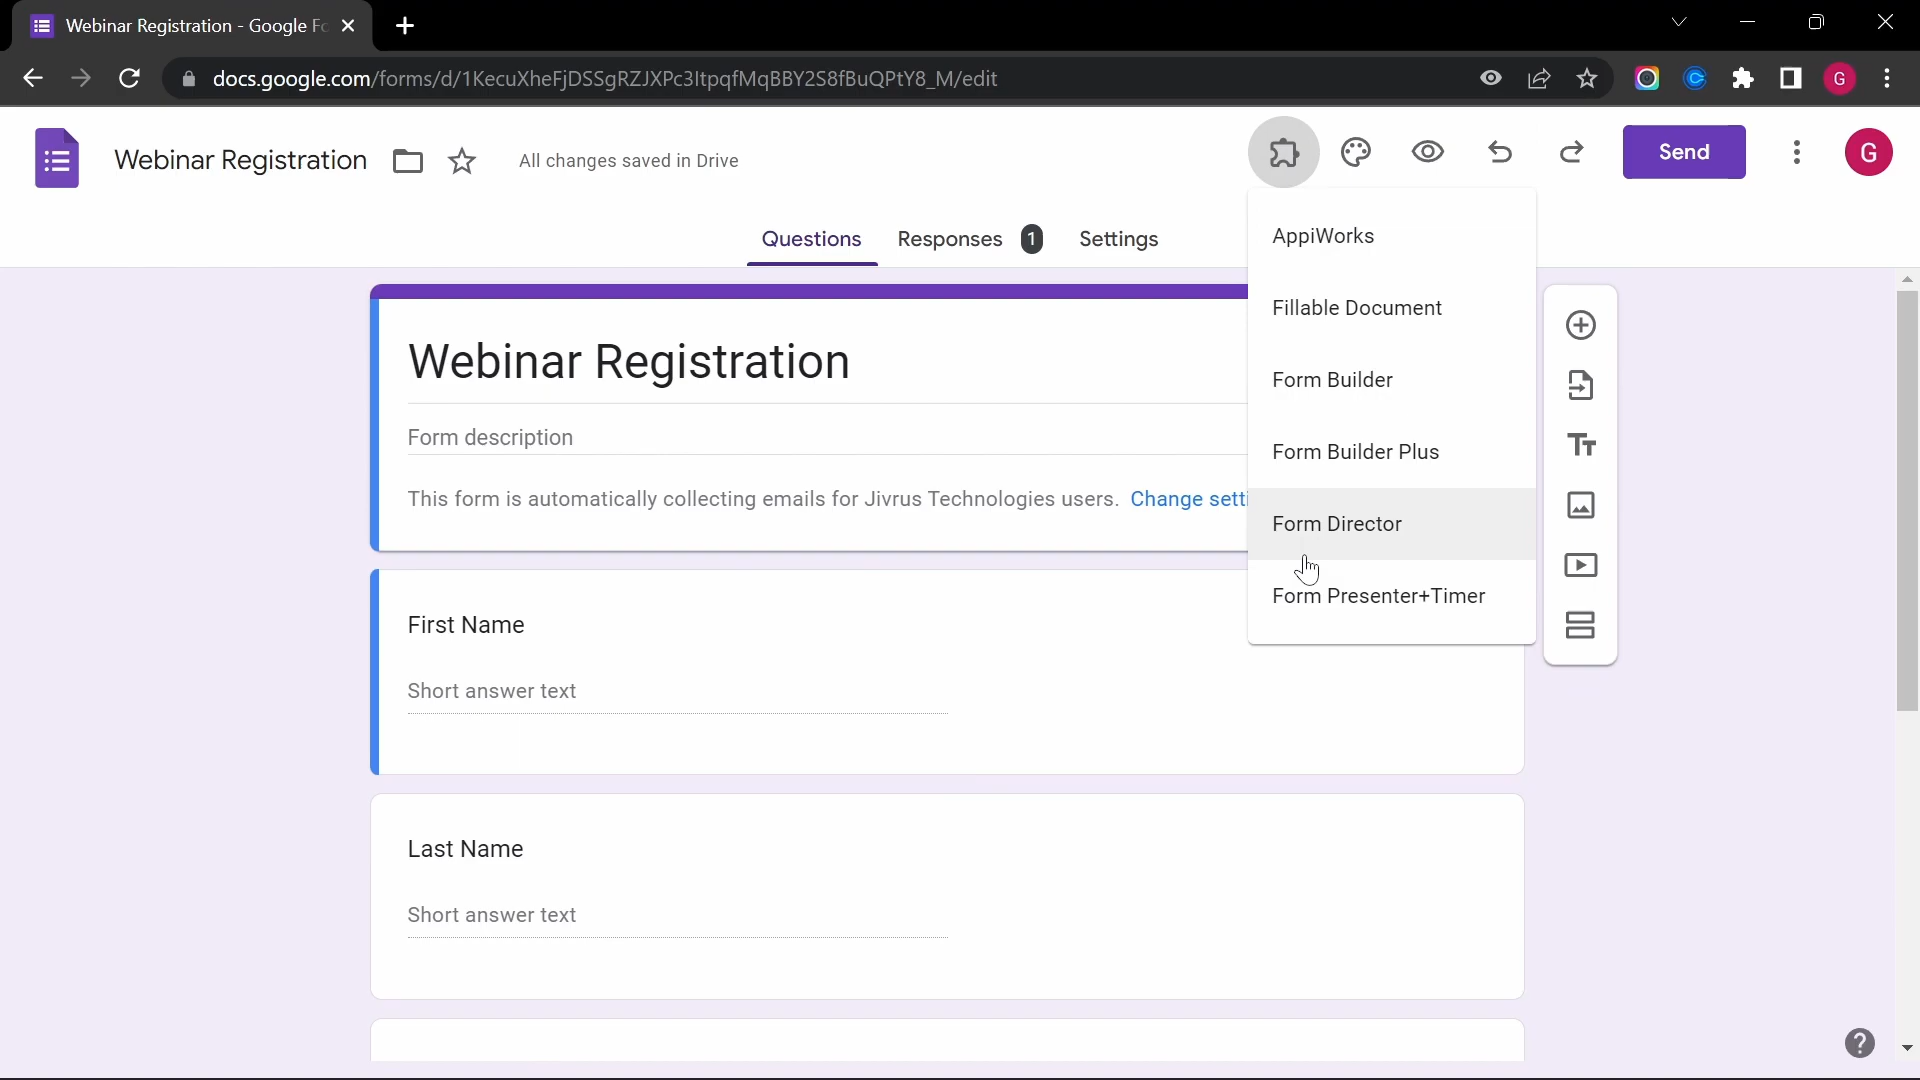 Webinar Registration - Google Fo
docs.google.com/forms/d/1KecuXheFjDSSgRZJXPc3ItpqfMqBBY2S8fBuQPtY8_M/edit
G
Webinar Registration
All changes saved in Drive
Send
G
Questions
Responses 1
Settings
AppiWorks
Fillable Document
Form Builder
Form Builder Plus
Form Director
Form Presenter+Timer
Webinar Registration
Form description
This form is automatically collecting emails for Jivrus Technologies users. Change setti
Tт
First Name
Short answer text
Last Name
Short answer text
?